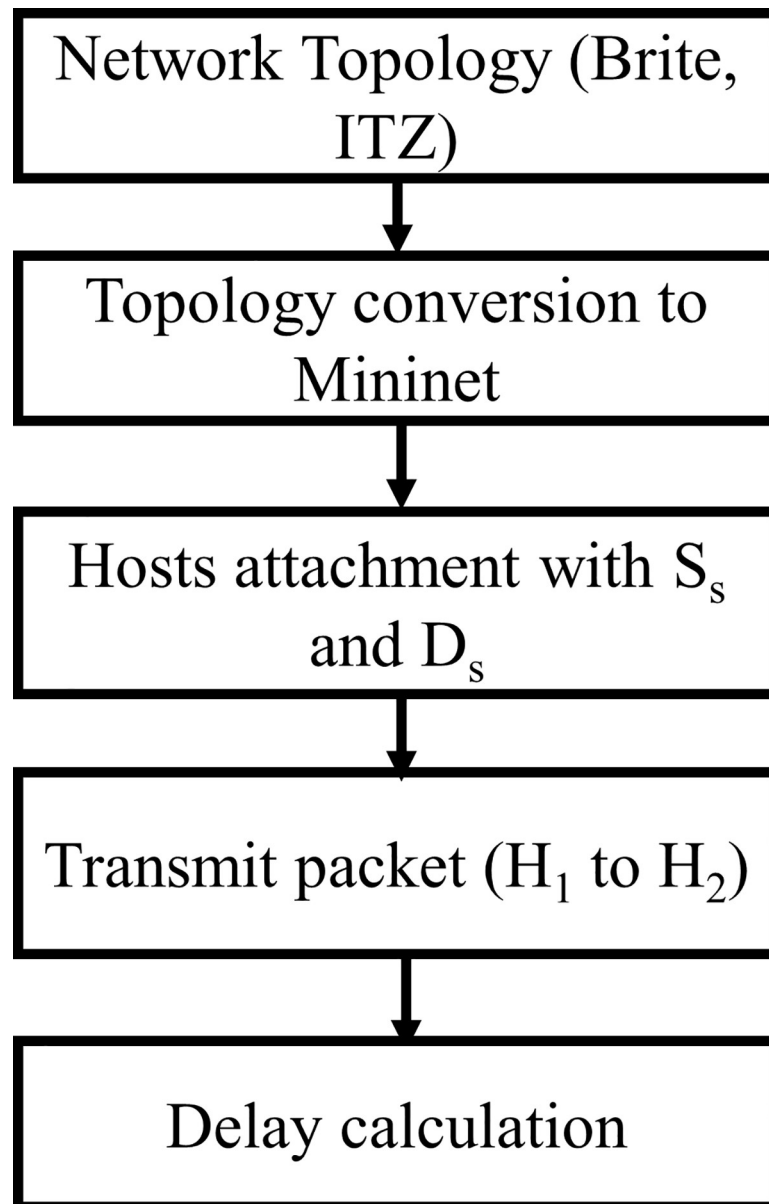 Network Topology (Brite,
ITZ)
Topology conversion to
Mininet
Hosts attachment with Sₛ
and Dₛ
Transmit packet (H₁ to H₂)
Delay calculation